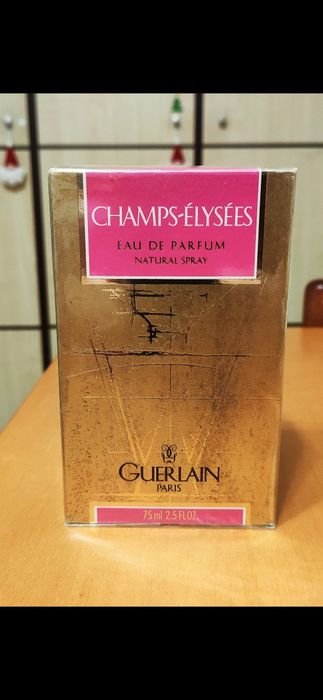 CHAMPS-ÉLYSÉES
EAU DE PARFUM
NATURAL SPRAY
GUERLAIN
PARIS
75 ml 2.5 FL.OZ.